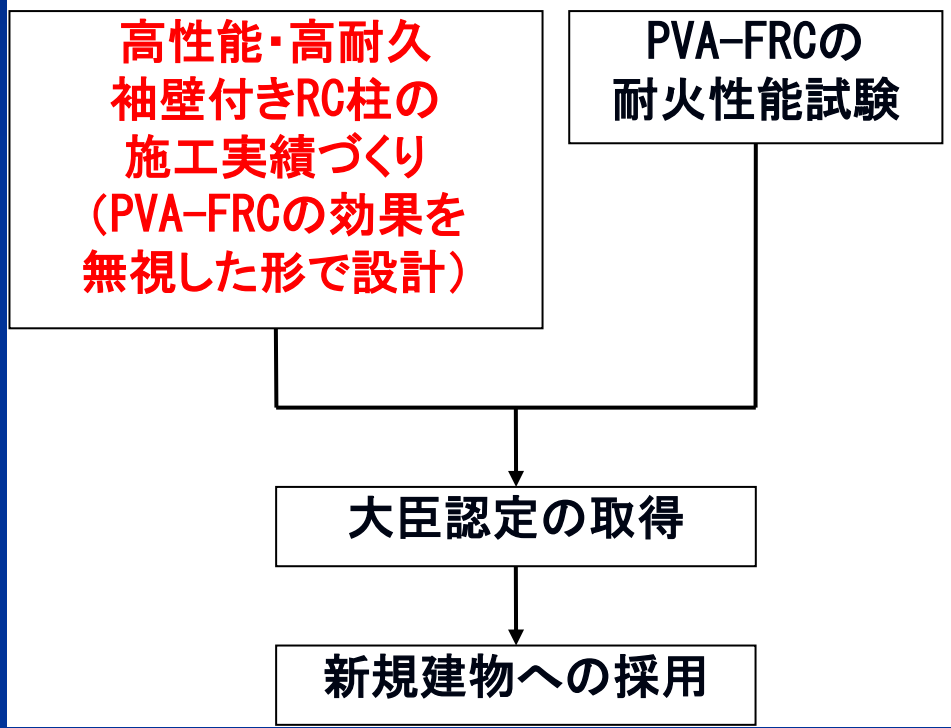 高性能・高耐久
袖壁付きRC柱の
施工実績づくり
（PVA-FRCの効果を
無視した形で設計）
PVA-FRCの
耐火性能試験
大臣認定の取得
新規建物への採用